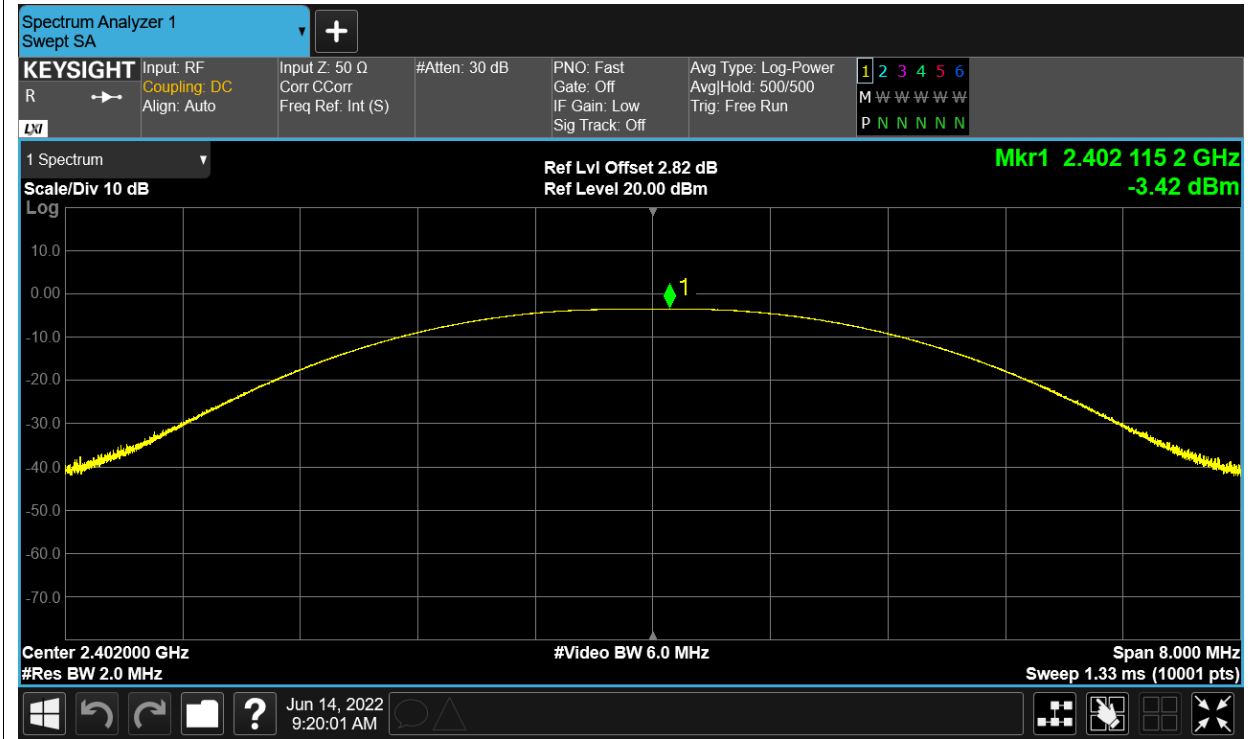 Spectrum Analyzer 1
Swept SA
+
KEYSIGHT
R
LXI
Input: RF
Coupling: DC
Align: Auto
Input Z: 50 Ω
Corr CCorr
Freq Ref: Int (S)
#Atten: 30 dB
PNO: Fast
Gate: Off
IF Gain: Low
Sig Track: Off
Avg Type: Log-Power
Avg|Hold: 500/500
Trig: Free Run
1 2 3 4 5 6
M W W W W W
P N N N N N
1 Spectrum
Scale/Div 10 dB
Ref Lvl Offset 2.82 dB
Ref Level 20.00 dBm
Mkr1 2.402 115 2 GHz
-3.42 dBm
Log
10.0
0.00
-10.0
-20.0
-30.0
-40.0
-50.0
-60.0
-70.0
1
Center 2.402000 GHz
#Video BW 6.0 MHz
Span 8.000 MHz
#Res BW 2.0 MHz
Sweep 1.33 ms (10001 pts)
?
Jun 14, 2022
9:20:01 AM